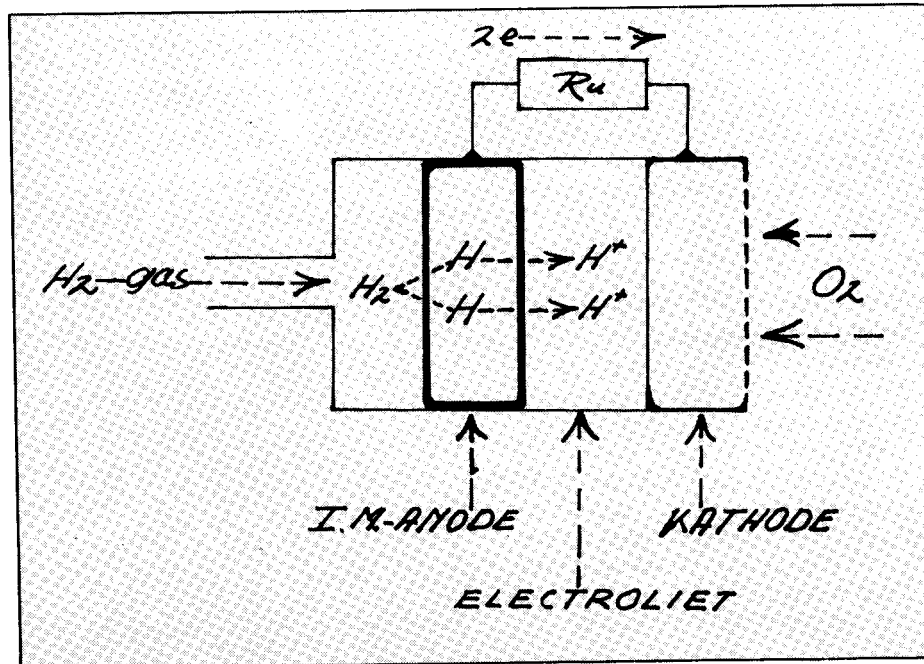 2e
Ru
H2-gas
H2
H
H+
H
H+
O2
I.M.-ANODE
KATHODE
ELECTROLIET